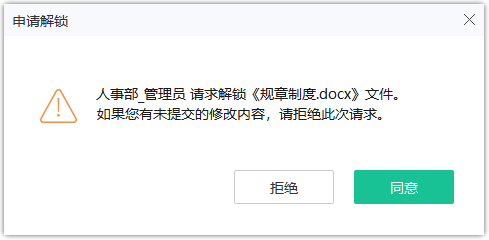 申请解锁
人事部_管理员 请求解锁《规章制度.docx》文件。
如果您有未提交的修改内容，请拒绝此次请求。
拒绝
同意